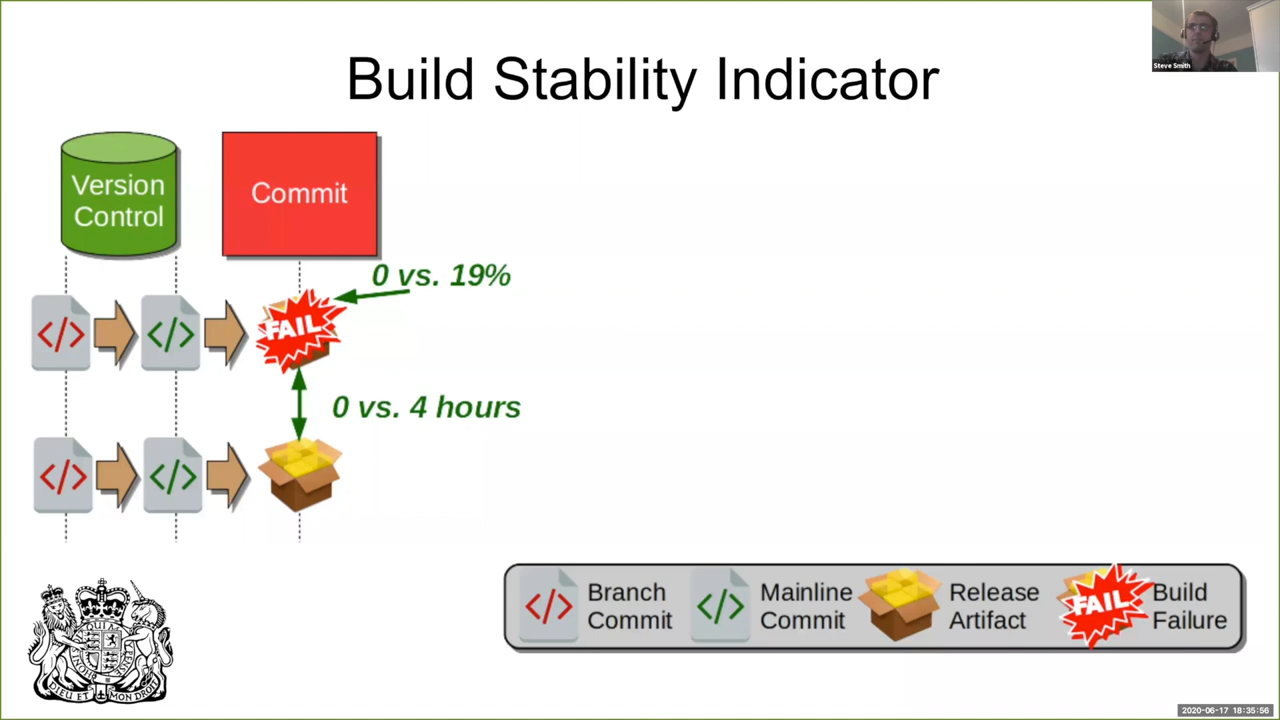 Steve Smith
Build Stability Indicator
Version
Control
Commit
0 vs. 19%
</>
</>
FAIL
0 vs. 4 hours
</>
</>
</>
Branch
Commit
</>
Mainline
Commit
Release
Artifact
FAIL
Build
Failure
DIEU ET MON DROIT
2020-06-17 18:35:56